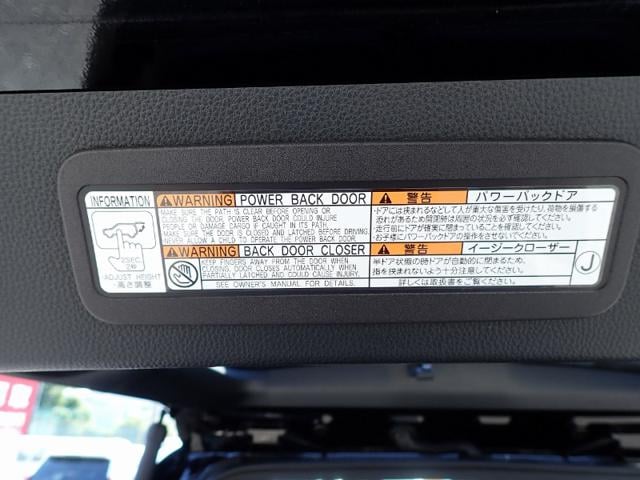 INFORMATION
2SEC.
2秒
ADJUST HEIGHT
高さ調整
WARNING POWER BACK DOOR
MAKE SURE THE PATH IS CLEAR BEFORE OPENING OR
CLOSING THE DOOR. POWER BACK DOOR COULD INJURE
PEOPLE OR DAMAGE CARGO IF CAUGHT IN ITS PATH.
MAKE SURE THE DOOR IS CLOSED AND LATCHED BEFORE DRIVING.
NEVER ALLOW A CHILD TO OPERATE THE POWER BACK DOOR.
WARNING BACK DOOR CLOSER
KEEP FINGERS AWAY FROM THE DOOR WHEN
CLOSING. DOOR CLOSES AUTOMATICALLY WHEN
PARTIALLY LATCHED AND COULD CAUSE INJURY.
SEE OWNER'S MANUAL FOR DETAILS.
警告 パワーバックドア
・ドアには挟まれるなどして人が重大な傷害を受けたり、荷物を損傷する
恐れがあるため開閉時は周囲の状況を必ず確認してください。
・走行前にドアが確実に閉まっていることを確認してください。
・お子様にパワーバックドアの操作をさせないでください。
警告 イージークローザー
半ドア状態の時ドアが自動的に閉まるため、
指を挟まれないよう十分注意してください。
詳しくは取扱書をご覧ください。
J